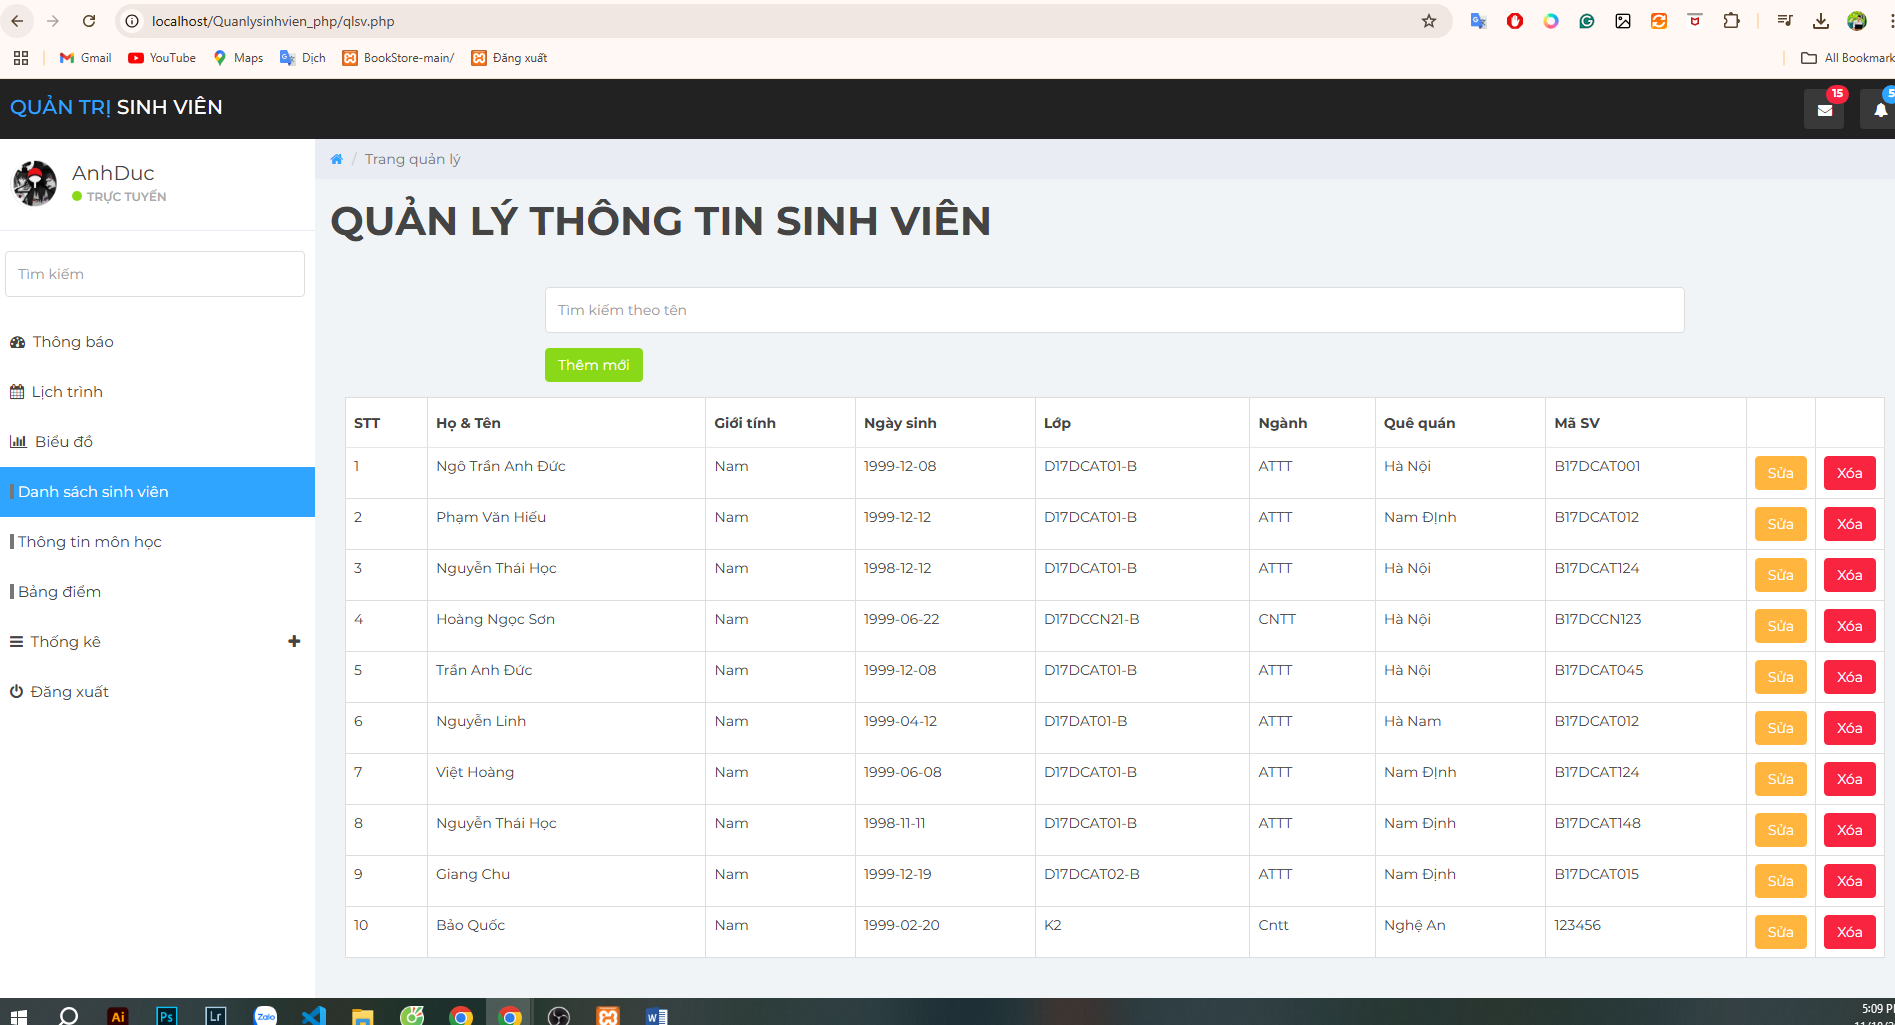 localhost/Quanlysinhvien_php/qlsv.php
Gmail YouTube Maps Dịch BookStore-main/ Đăng xuất All Bookmark
QUẢN TRỊ SINH VIÊN 15 5
AnhDuc
TRỰC TUYẾN
Tìm kiếm
Thông báo
Lịch trình
Biểu đồ
Danh sách sinh viên
Thông tin môn học
Bảng điểm
Thống kê
Đăng xuất
/ Trang quản lý
QUẢN LÝ THÔNG TIN SINH VIÊN
Tìm kiếm theo tên
Thêm mới
STT Họ & Tên Giới tính Ngày sinh Lớp Ngành Quê quán Mã SV
1 Ngô Trần Anh Đức Nam 1999-12-08 D17DCAT01-B ATTT Hà Nội B17DCAT001 Sửa Xóa
2 Phạm Văn Hiếu Nam 1999-12-12 D17DCAT01-B ATTT Nam ĐỊnh B17DCAT012 Sửa Xóa
3 Nguyễn Thái Học Nam 1998-12-12 D17DCAT01-B ATTT Hà Nội B17DCAT124 Sửa Xóa
4 Hoàng Ngọc Sơn Nam 1999-06-22 D17DCCN21-B CNTT Hà Nội B17DCCN123 Sửa Xóa
5 Trần Anh Đức Nam 1999-12-08 D17DCAT01-B ATTT Hà Nội B17DCAT045 Sửa Xóa
6 Nguyễn Linh Nam 1999-04-12 D17DAT01-B ATTT Hà Nam B17DCAT012 Sửa Xóa
7 Việt Hoàng Nam 1999-06-08 D17DCAT01-B ATTT Nam ĐỊnh B17DCAT124 Sửa Xóa
8 Nguyễn Thái Học Nam 1998-11-11 D17DCAT01-B ATTT Nam Định B17DCAT148 Sửa Xóa
9 Giang Chu Nam 1999-12-19 D17DCAT02-B ATTT Nam Định B17DCAT015 Sửa Xóa
10 Bảo Quốc Nam 1999-02-20 K2 Cntt Nghệ An 123456 Sửa Xóa
Ai Ps Lr Zalo 5:09 P